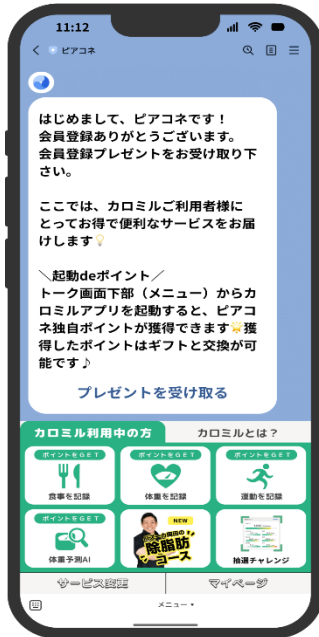 11:12
ピアコネ
はじめまして、ピアコネです！
会員登録ありがとうございます。
会員登録プレゼントをお受け取り下
さい。
ここでは、カロミルご利用者様に
とってお得で便利なサービスをお届
けします💡
＼起動deポイント／
トーク画面下部（メニュー）からカ
ロミルアプリを起動すると、ピアコ
ネ独自ポイントが獲得できます🌟獲
得したポイントはギフトと交換が可
能です♪
プレゼントを受け取る
カロミル利用中の方 カロミルとは？
ポイントをGET ポイントをGET ポイントをGET
食事を記録 体重を記録 運動を記録
ポイントをGET NEW
除脂肪
コース
体重予測AI 抽選チャレンジ
サービス変更 マイページ
メニュー